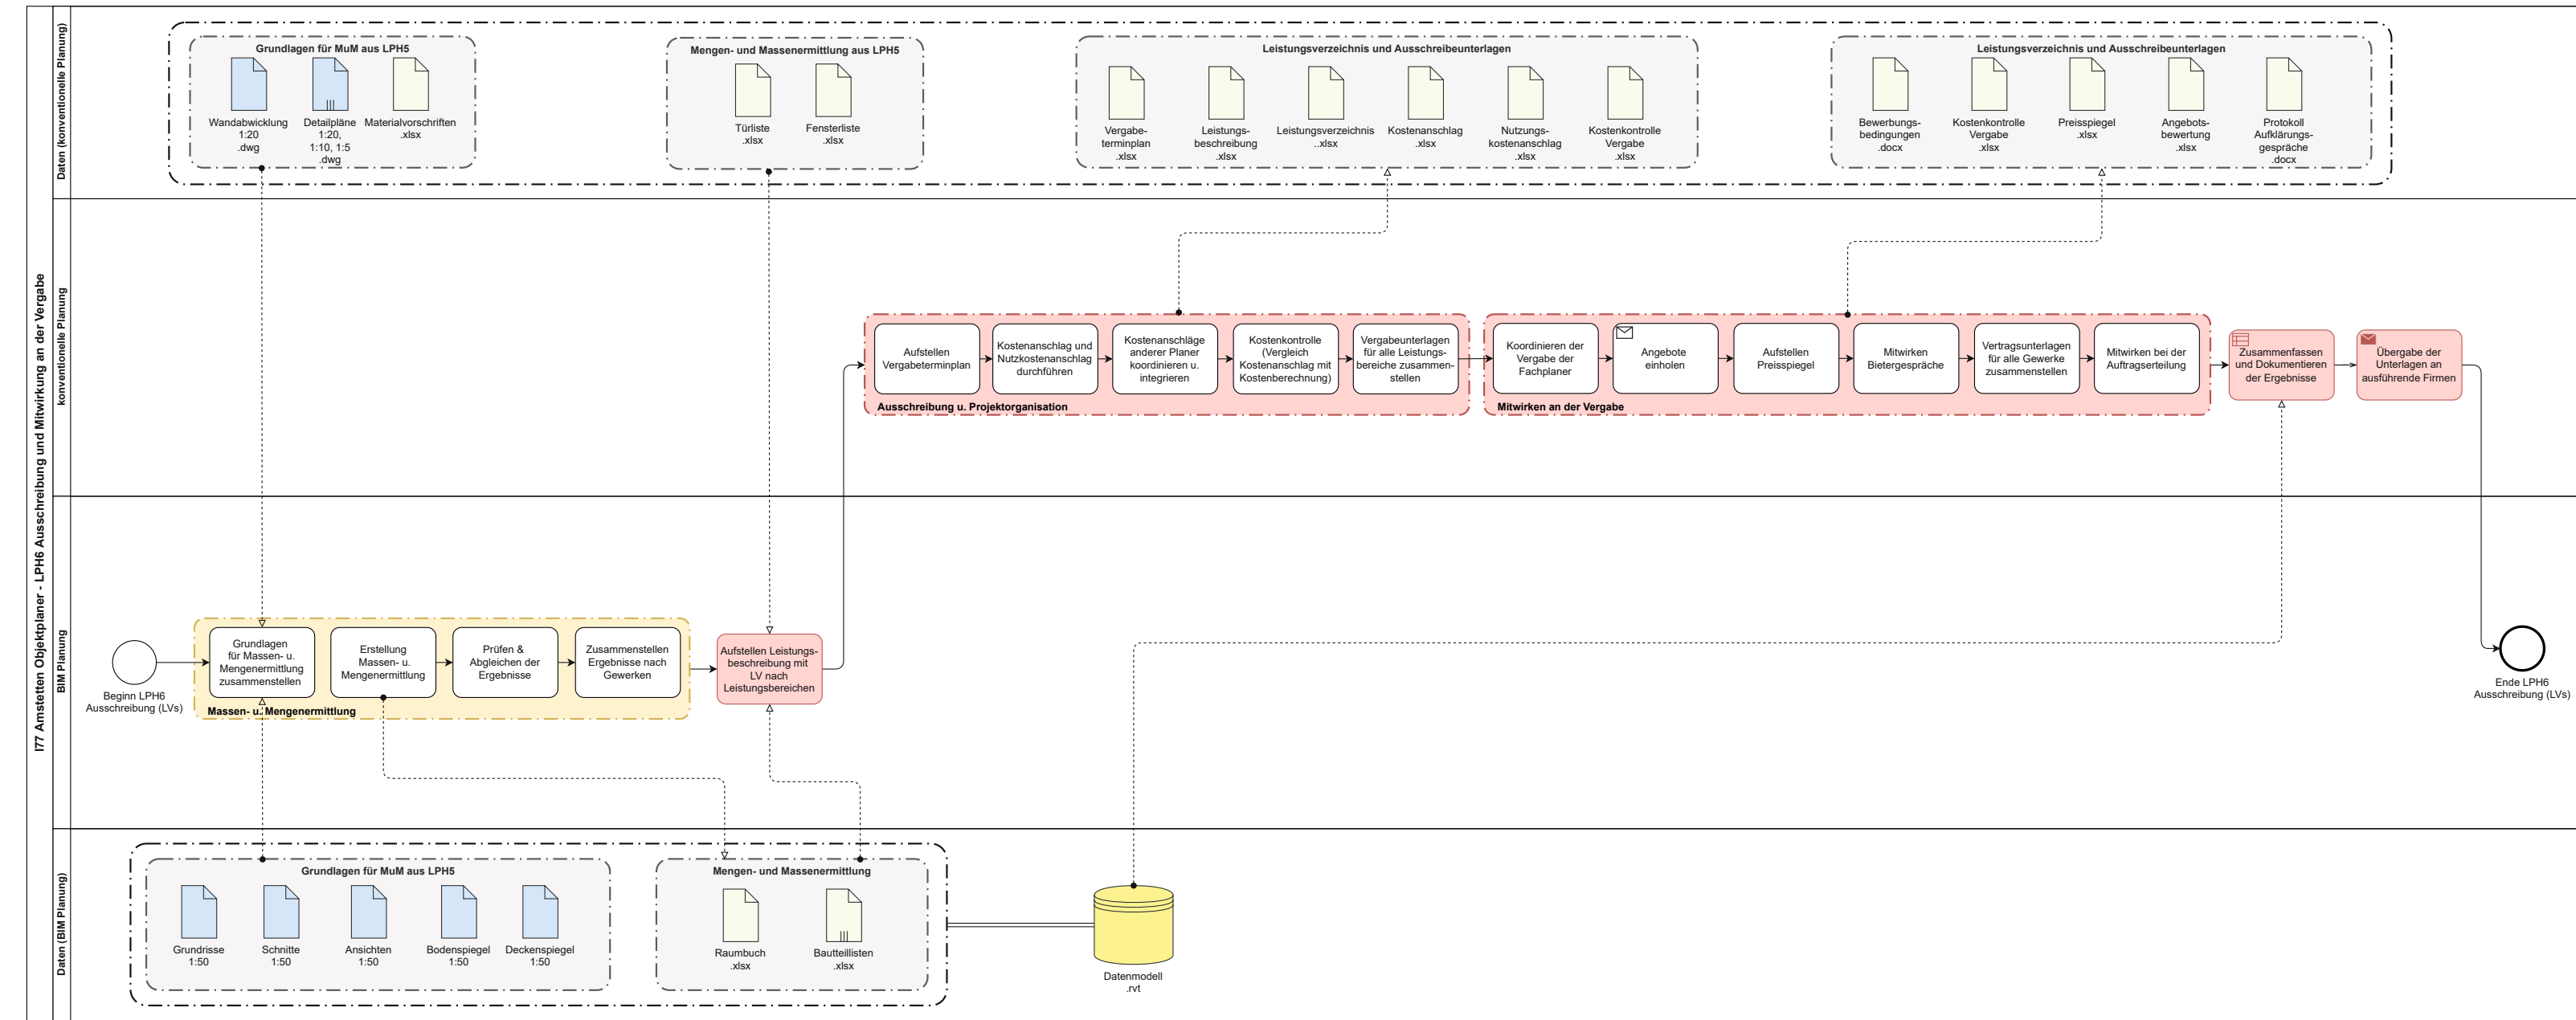 I77 Amstetten Objektplaner - LPH6 Ausschreibung und Mitwirkung an der Vergabe
Daten (konventionelle Planung)
Grundlagen für MuM aus LPH5
Wandabwicklung
1:20
.dwg
Detailpläne
1:20,
1:10, 1:5
.dwg
Materialvorschriften
.xlsx
Mengen- und Massenermittlung aus LPH5
Türliste
.xlsx
Fensterliste
.xlsx
Leistungsverzeichnis und Ausschreibeunterlagen
Vergabe-
terminplan
.xlsx
Leistungs-
beschreibung
.xlsx
Leistungsverzeichnis
..xlsx
Kostenanschlag
.xlsx
Nutzungs-
kostenanschlag
.xlsx
Kostenkontrolle
Vergabe
.xlsx
Leistungsverzeichnis und Ausschreibeunterlagen
Bewerbungs-
bedingungen
.docx
Kostenkontrolle
Vergabe
.xlsx
Preisspiegel
.xlsx
Angebots-
bewertung
.xlsx
Protokoll
Aufklärungs-
gespräche
.docx
konventionelle Planung
Aufstellen
Vergabeterminplan
Kostenanschlag und
Nutzkostenanschlag
durchführen
Kostenanschläge
anderer Planer
koordinieren u.
integrieren
Kostenkontrolle
(Vergleich
Kostenanschlag mit
Kostenberechnung)
Vergabeunterlagen
für alle Leistungs-
bereiche zusammen-
stellen
Ausschreibung u. Projektorganisation
Koordinieren der
Vergabe der
Fachplaner
Angebote
einholen
Aufstellen
Preisspiegel
Mitwirken
Bietergespräche
Vertragsunterlagen
für alle Gewerke
zusammenstellen
Mitwirken bei der
Auftragserteilung
Mitwirken an der Vergabe
Zusammenfassen
und Dokumentieren
der Ergebnisse
Übergabe der
Unterlagen an
ausführende Firmen
BIM Planung
Beginn LPH6
Ausschreibung (LVs)
Grundlagen
für Massen- u.
Mengenermittlung
zusammenstellen
Erstellung
Massen- u.
Mengenermittlung
Prüfen &
Abgleichen der
Ergebnisse
Zusammenstellen
Ergebnisse nach
Gewerken
Massen- u. Mengenermittlung
Aufstellen Leistungs-
beschreibung mit
LV nach
Leistungsbereichen
Ende LPH6
Ausschreibung (LVs)
Daten (BIM Planung)
Grundlagen für MuM aus LPH5
Grundrisse
1:50
Schnitte
1:50
Ansichten
1:50
Bodenspiegel
1:50
Deckenspiegel
1:50
Mengen- und Massenermittlung
Raumbuch
.xlsx
Bautteillisten
.xlsx
Datenmodell
.rvt